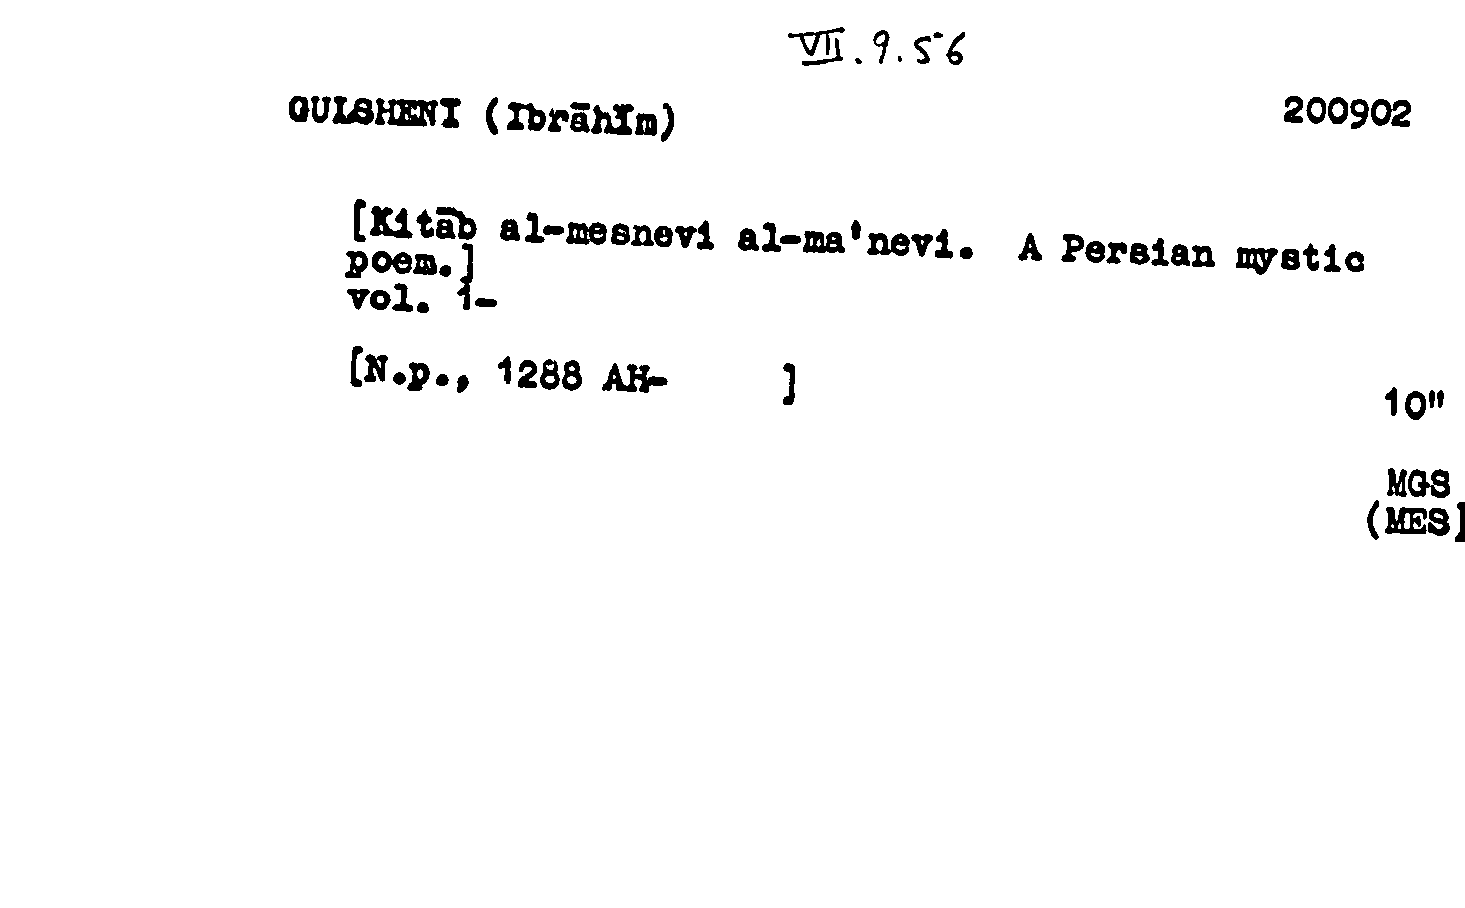 VII.9.56
GULSHENI (Ibrāhīm) 200902
[Kitāb al-mesnevi al-ma'nevi. A Persian mystic
poem.]
vol. 1-
[N.p., 1288 AH- ]
10"
MGS
(MES]